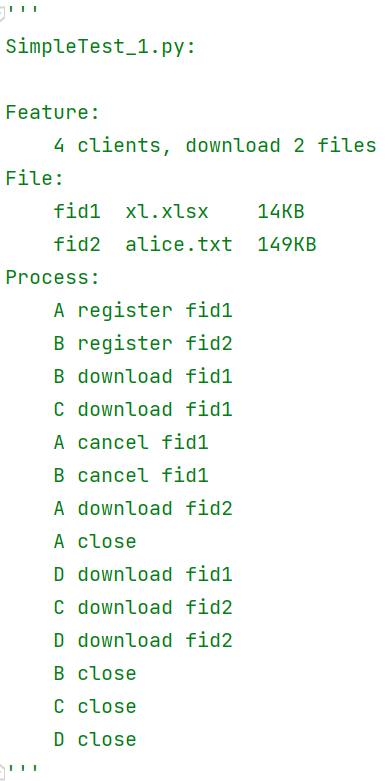 '''
SimpleTest_1.py:
Feature:
    4 clients, download 2 files
File:
    fid1  xl.xlsx    14KB
    fid2  alice.txt  149KB
Process:
    A register fid1
    B register fid2
    B download fid1
    C download fid1
    A cancel fid1
    B cancel fid1
    A download fid2
    A close
    D download fid1
    C download fid2
    D download fid2
    B close
    C close
    D close
'''